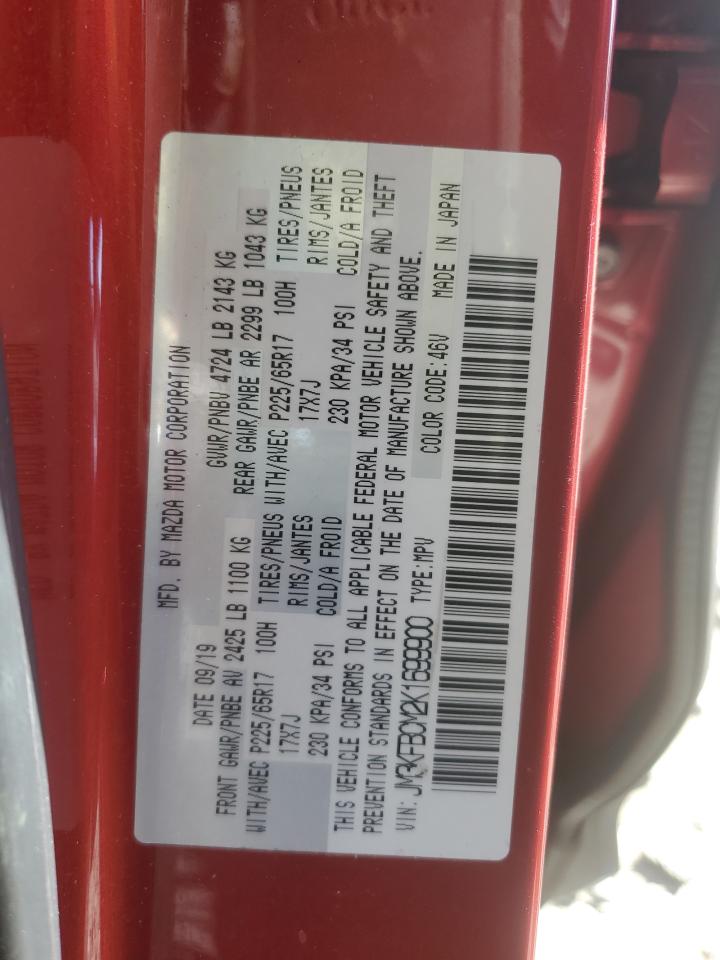 MFD. BY MAZDA MOTOR CORPORATION
DATE 09/19 GVWR/PNBV 4724 LB 2143 KG
FRONT GAWR/PNBE AV 2425 LB 1100 KG REAR GAWR/PNBE AR 2299 LB 1043 KG
WITH/AVEC P225/65R17 100H TIRES/PNEUS WITH/AVEC P225/65R17 100H TIRES/PNEUS
17X7J RIMS/JANTES 17X7J RIMS/JANTES
230 KPA/34 PSI COLD/A FROID 230 KPA/34 PSI COLD/A FROID
THIS VEHICLE CONFORMS TO ALL APPLICABLE FEDERAL MOTOR VEHICLE SAFETY AND THEFT
PREVENTION STANDARDS IN EFFECT ON THE DATE OF MANUFACTURE SHOWN ABOVE.
VIN: JM3KFBCM2K1699900 TYPE:MPV COLOR CODE:46V MADE IN JAPAN